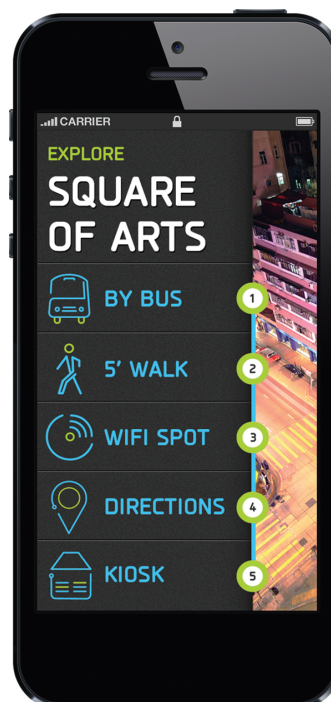 CARRIER
EXPLORE
SQUARE
OF ARTS
BY BUS 1
5' WALK 2
WIFI SPOT 3
DIRECTIONS 4
KIOSK 5